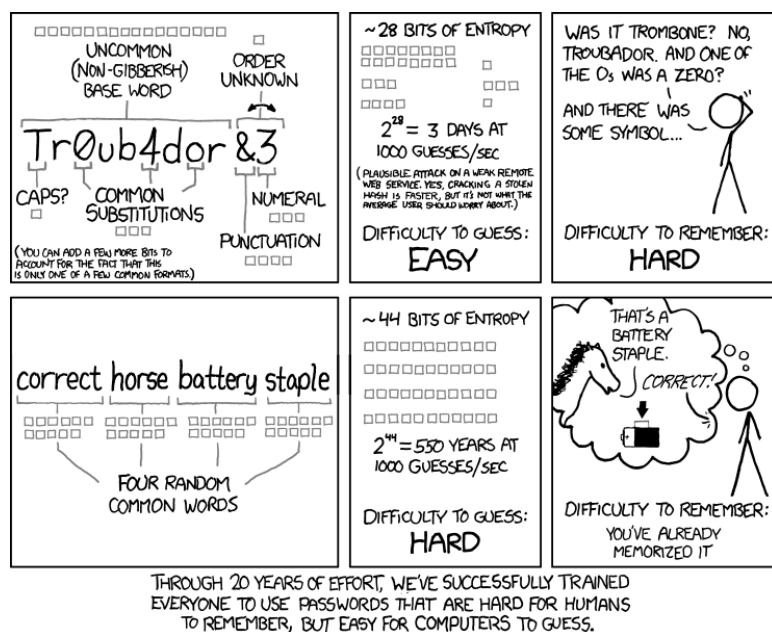 UNCOMMON
(NON-GIBBERISH)
BASE WORD
ORDER
UNKNOWN
Tr0ub4dor &3
CAPS?
COMMON
SUBSTITUTIONS
NUMERAL
PUNCTUATION
(YOU CAN ADD A FEW MORE BITS TO
ACCOUNT FOR THE FACT THAT THIS
IS ONLY ONE OF A FEW COMMON FORMATS.)
~28 BITS OF ENTROPY
2²⁸ = 3 DAYS AT
1000 GUESSES/SEC
(PLAUSIBLE ATTACK ON A WEAK REMOTE
WEB SERVICE. YES, CRACKING A STOLEN
HASH IS FASTER, BUT IT'S NOT WHAT THE
AVERAGE USER SHOULD WORRY ABOUT.)
DIFFICULTY TO GUESS:
EASY
WAS IT TROMBONE? NO,
TROUBADOR. AND ONE OF
THE Os WAS A ZERO?
AND THERE WAS
SOME SYMBOL...
DIFFICULTY TO REMEMBER:
HARD
correct horse battery staple
FOUR RANDOM
COMMON WORDS
~44 BITS OF ENTROPY
2⁴⁴ = 550 YEARS AT
1000 GUESSES/SEC
DIFFICULTY TO GUESS:
HARD
THAT'S A
BATTERY
STAPLE.
CORRECT!
DIFFICULTY TO REMEMBER:
YOU'VE ALREADY
MEMORIZED IT
THROUGH 20 YEARS OF EFFORT, WE'VE SUCCESSFULLY TRAINED
EVERYONE TO USE PASSWORDS THAT ARE HARD FOR HUMANS
TO REMEMBER, BUT EASY FOR COMPUTERS TO GUESS.